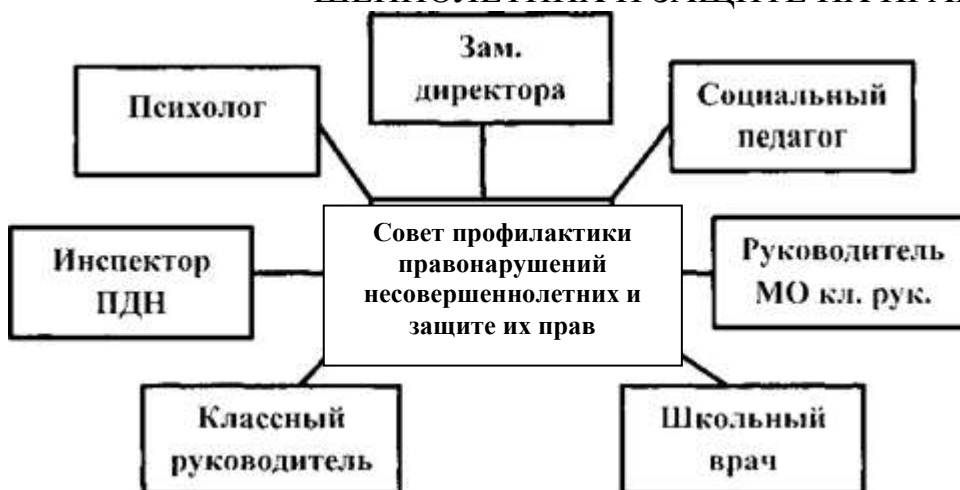 Зам.
директора
Психолог
Социальный
педагог
Совет профилактики
правонарушений
несовершеннолетних и
защите их прав
Инспектор
ПДН
Руководитель
МО кл. рук.
Классный
руководитель
Школьный
врач